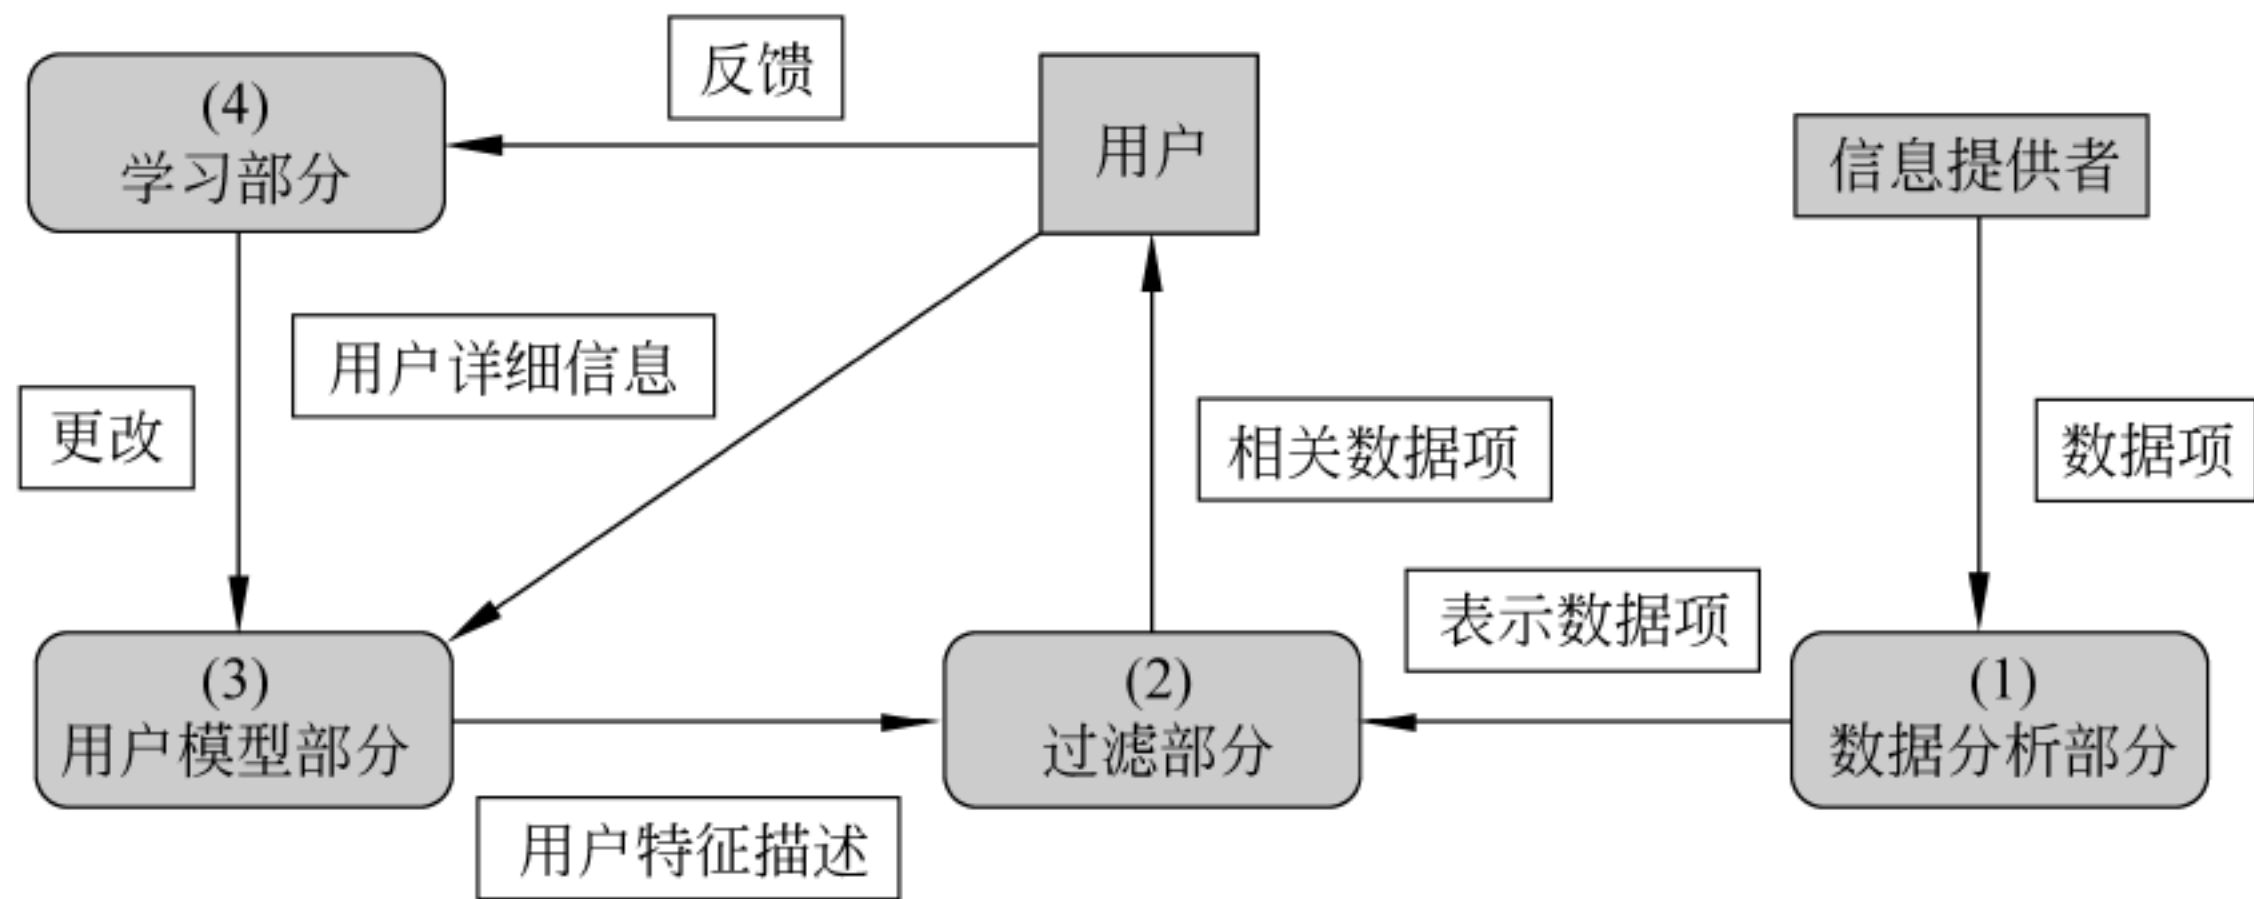 反馈
(4)
学习部分
用户
信息提供者
用户详细信息
更改
相关数据项
数据项
表示数据项
(3)
用户模型部分
(2)
过滤部分
(1)
数据分析部分
用户特征描述